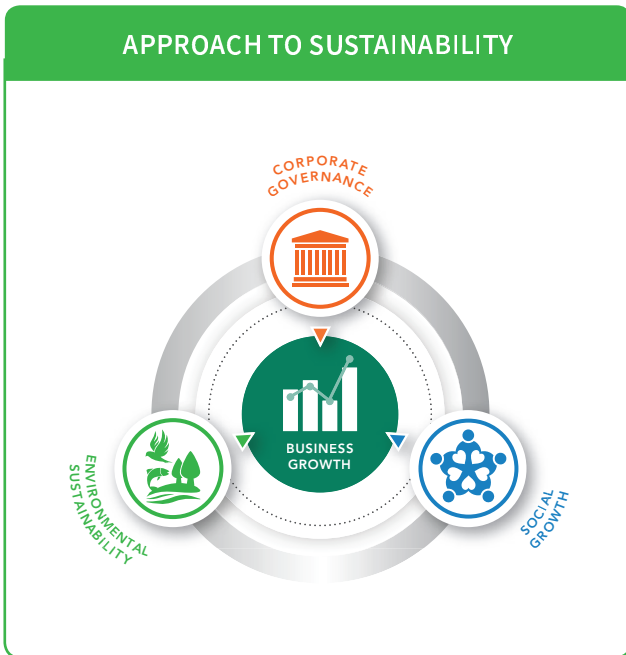 APPROACH TO SUSTAINABILITY
CORPORATE
GOVERNANCE
BUSINESS
GROWTH
ENVIRONMENTAL
SUSTAINABILITY
SOCIAL
GROWTH